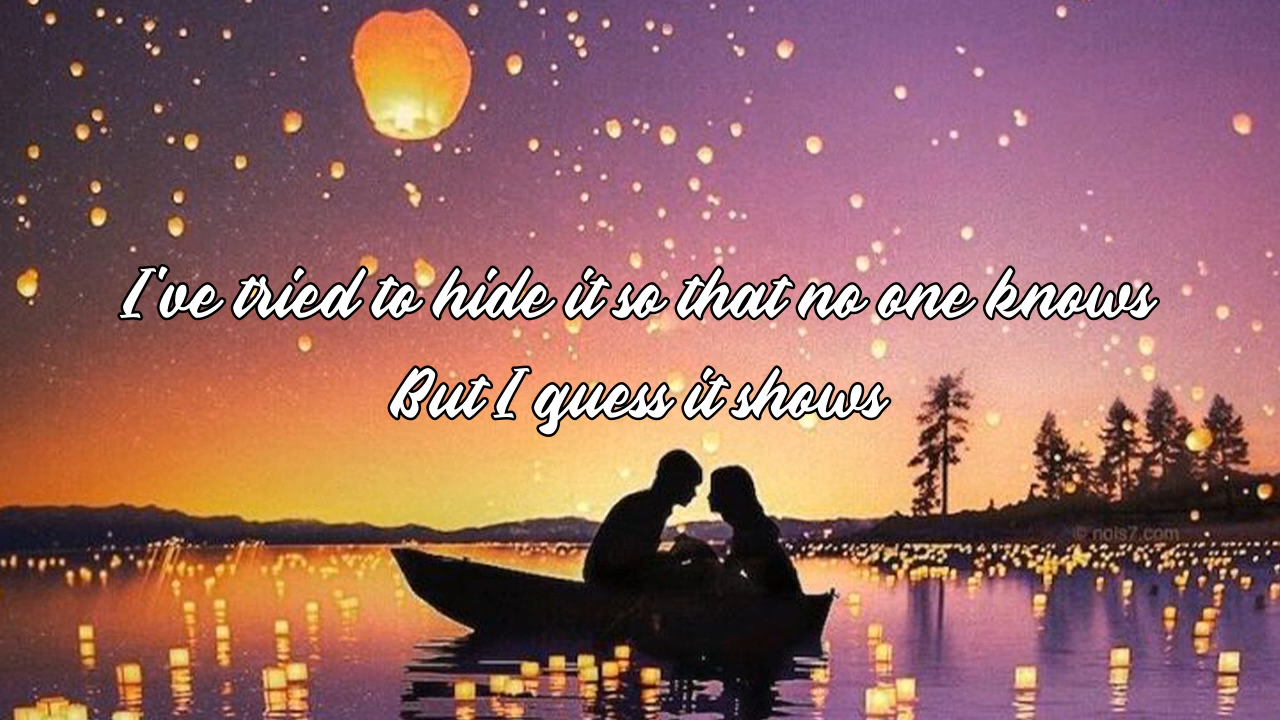 I've tried to hide it so that no one knows
But I guess it shows
© nois7.com